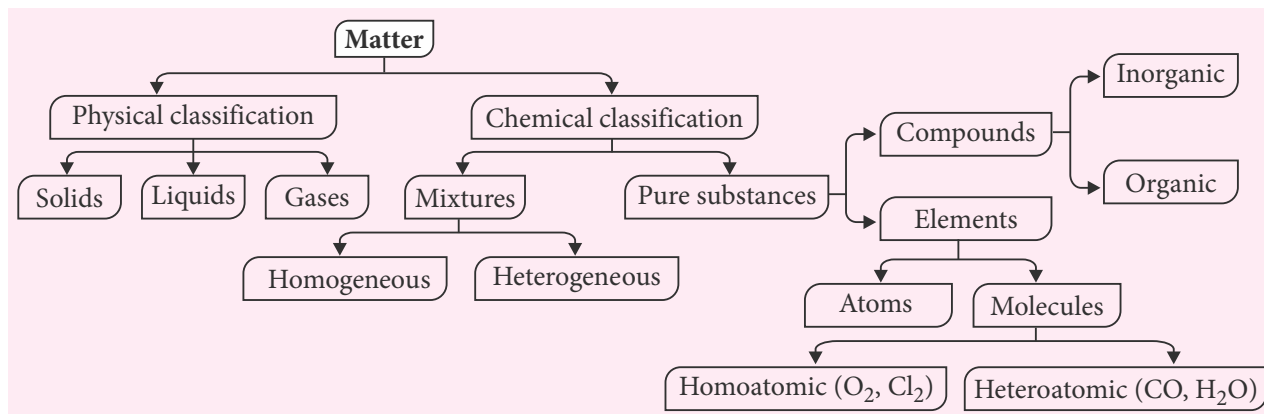 Matter
Physical classification
Chemical classification
Solids
Liquids
Gases
Mixtures
Pure substances
Homogeneous
Heterogeneous
Compounds
Elements
Inorganic
Organic
Atoms
Molecules
Homoatomic (O₂, Cl₂)
Heteroatomic (CO, H₂O)